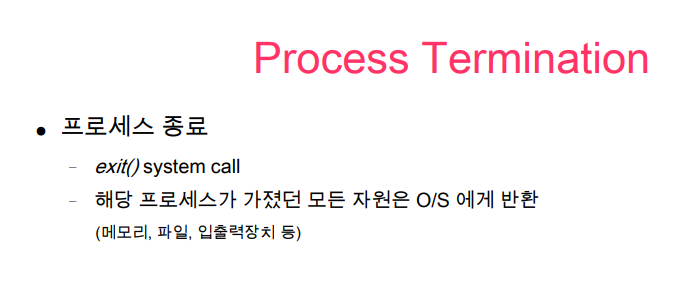 Process Termination
● 프로세스 종료
– exit() system call
– 해당 프로세스가 가졌던 모든 자원은 O/S 에게 반환
(메모리, 파일, 입출력장치 등)